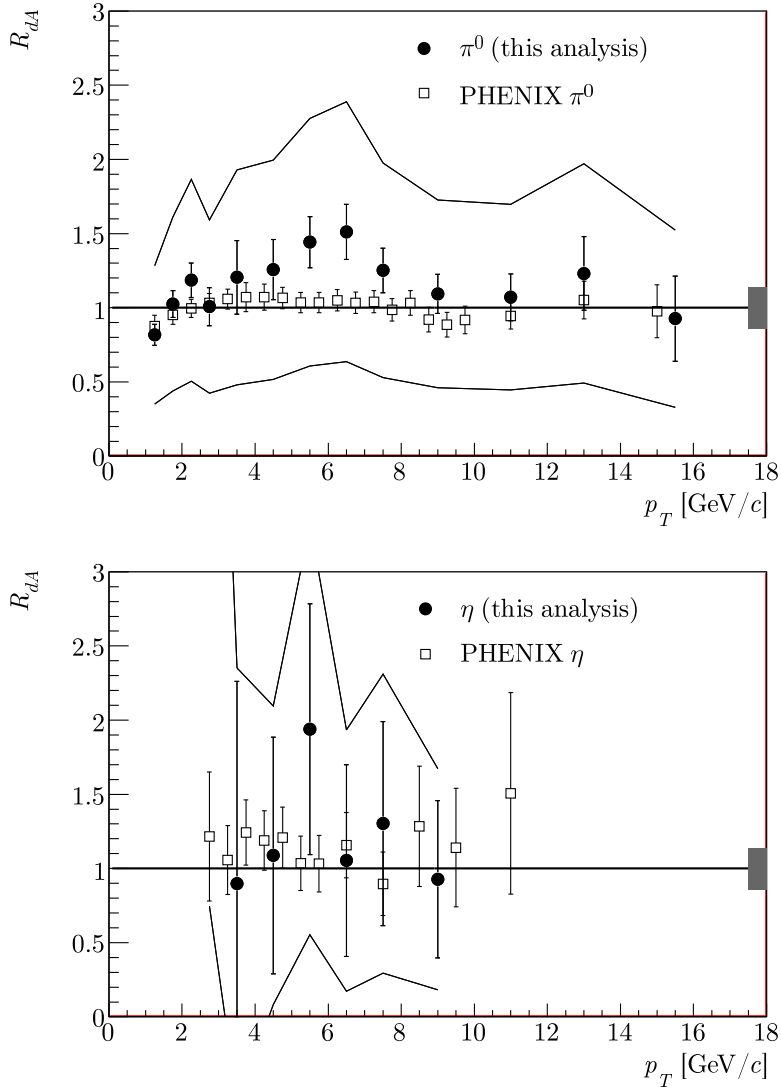 R_dA
3
π⁰ (this analysis)
PHENIX π⁰
2.5
2
1.5
1
0.5
0
0 2 4 6 8 10 12 14 16 18
p_T [GeV/c]
R_dA
3
η (this analysis)
PHENIX η
2.5
2
1.5
1
0.5
0
0 2 4 6 8 10 12 14 16 18
p_T [GeV/c]